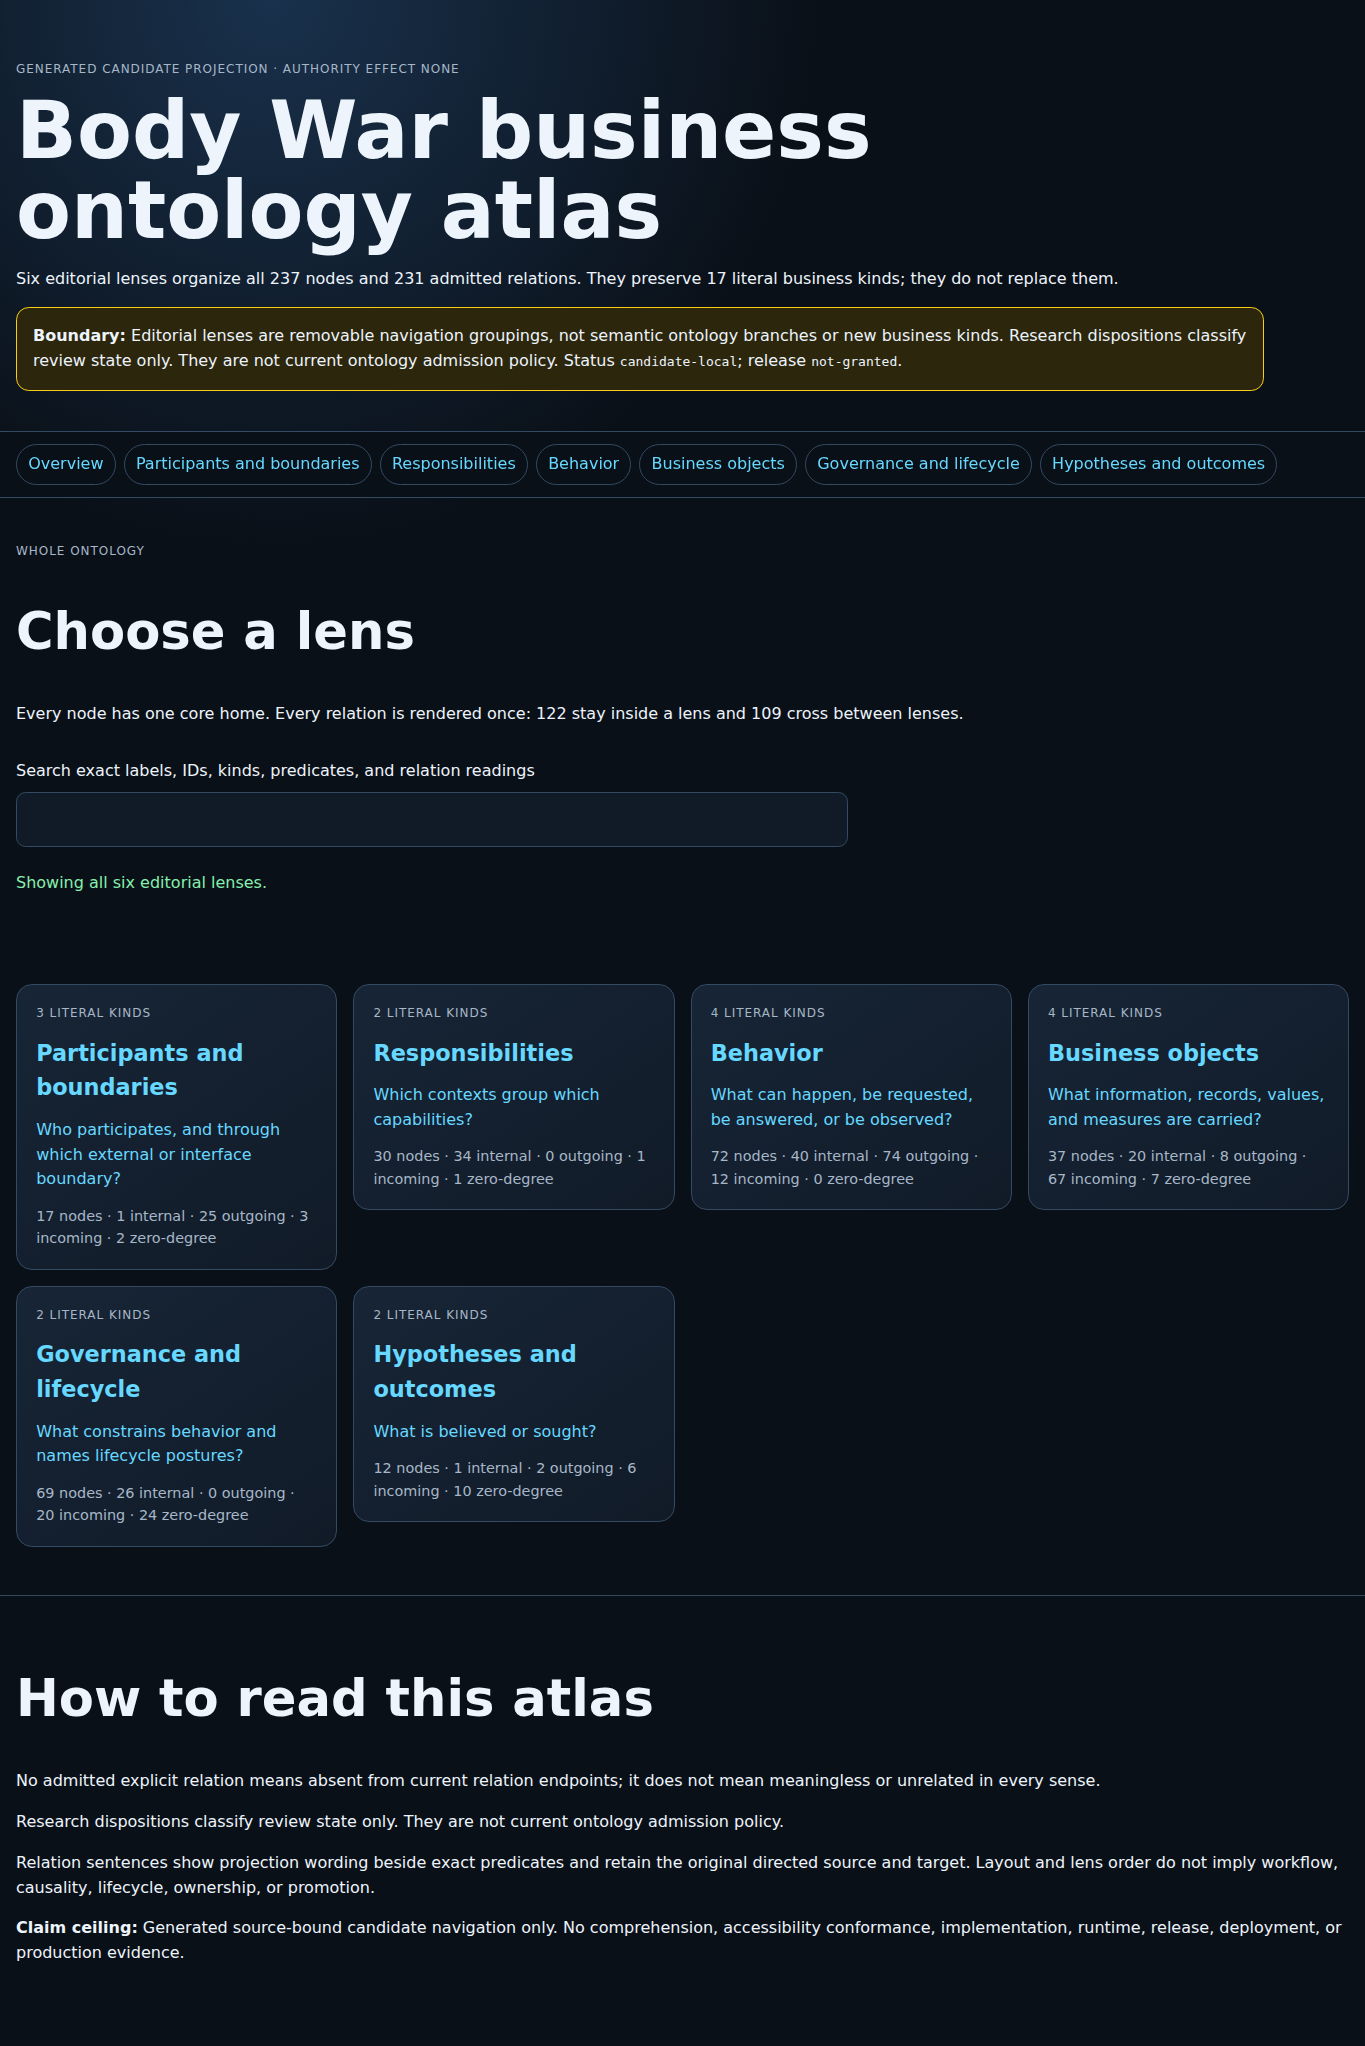 GENERATED CANDIDATE PROJECTION · AUTHORITY EFFECT NONE
Body War business
ontology atlas
Six editorial lenses organize all 237 nodes and 231 admitted relations. They preserve 17 literal business kinds; they do not replace them.
Boundary: Editorial lenses are removable navigation groupings, not semantic ontology branches or new business kinds. Research dispositions classify
review state only. They are not current ontology admission policy. Status candidate-local; release not-granted.
Overview
Participants and boundaries
Responsibilities
Behavior
Business objects
Governance and lifecycle
Hypotheses and outcomes
WHOLE ONTOLOGY
Choose a lens
Every node has one core home. Every relation is rendered once: 122 stay inside a lens and 109 cross between lenses.
Search exact labels, IDs, kinds, predicates, and relation readings
Showing all six editorial lenses.
3 LITERAL KINDS
Participants and
boundaries
Who participates, and through
which external or interface
boundary?
17 nodes · 1 internal · 25 outgoing · 3
incoming · 2 zero-degree
2 LITERAL KINDS
Responsibilities
Which contexts group which
capabilities?
30 nodes · 34 internal · 0 outgoing · 1
incoming · 1 zero-degree
4 LITERAL KINDS
Behavior
What can happen, be requested,
be answered, or be observed?
72 nodes · 40 internal · 74 outgoing ·
12 incoming · 0 zero-degree
4 LITERAL KINDS
Business objects
What information, records, values,
and measures are carried?
37 nodes · 20 internal · 8 outgoing ·
67 incoming · 7 zero-degree
2 LITERAL KINDS
Governance and
lifecycle
What constrains behavior and
names lifecycle postures?
69 nodes · 26 internal · 0 outgoing ·
20 incoming · 24 zero-degree
2 LITERAL KINDS
Hypotheses and
outcomes
What is believed or sought?
12 nodes · 1 internal · 2 outgoing · 6
incoming · 10 zero-degree
How to read this atlas
No admitted explicit relation means absent from current relation endpoints; it does not mean meaningless or unrelated in every sense.
Research dispositions classify review state only. They are not current ontology admission policy.
Relation sentences show projection wording beside exact predicates and retain the original directed source and target. Layout and lens order do not imply workflow,
causality, lifecycle, ownership, or promotion.
Claim ceiling: Generated source-bound candidate navigation only. No comprehension, accessibility conformance, implementation, runtime, release, deployment, or
production evidence.